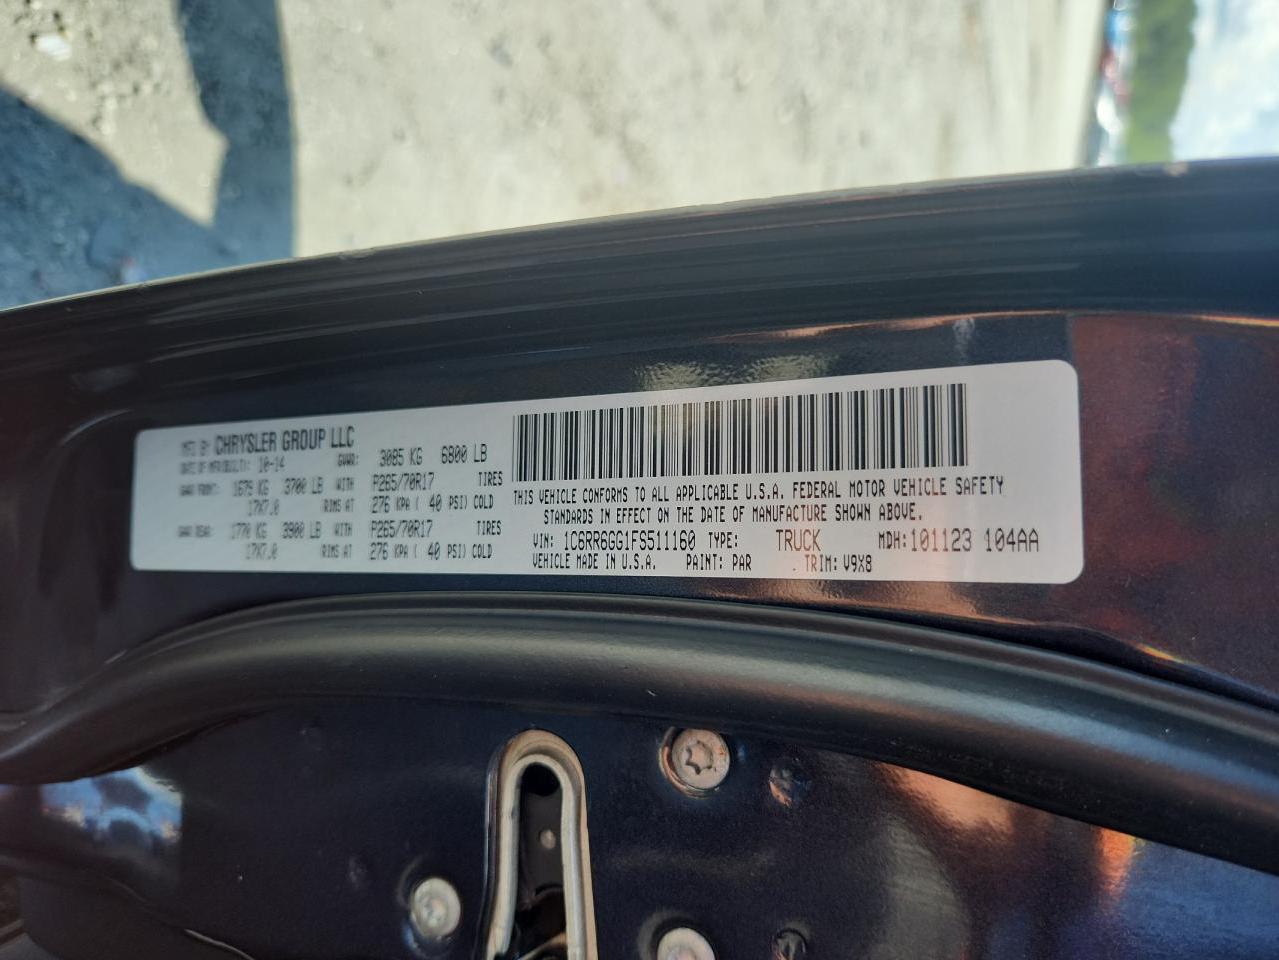 MFD BY CHRYSLER GROUP LLC
DATE OF MFR(BUILT): 10-14 GVWR: 3085 KG 6800 LB
GAWR FRONT: 1679 KG 3700 LB WITH P265/70R17 TIRES
17X7.0 RIMS AT 276 KPA ( 40 PSI) COLD
GAWR REAR: 1770 KG 3900 LB WITH P265/70R17 TIRES
17X7.0 RIMS AT 276 KPA ( 40 PSI) COLD
THIS VEHICLE CONFORMS TO ALL APPLICABLE U.S.A. FEDERAL MOTOR VEHICLE SAFETY
STANDARDS IN EFFECT ON THE DATE OF MANUFACTURE SHOWN ABOVE.
VIN: 1C6RR6GG1FS511160 TYPE: TRUCK MDH: 101123 104AA
VEHICLE MADE IN U.S.A. PAINT: PAR TRIM: V9X8